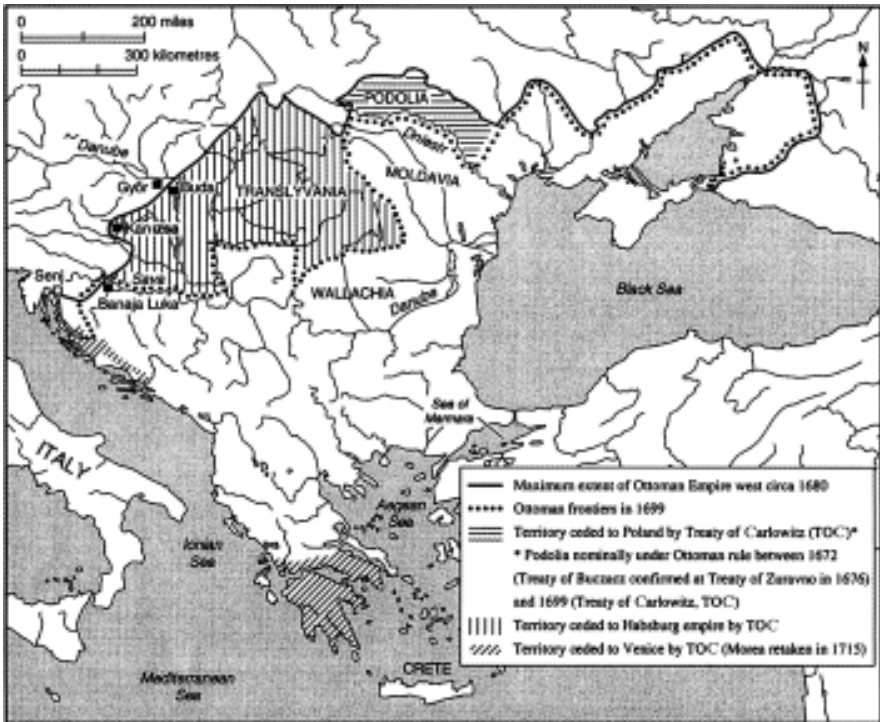 0 200 miles
0 300 kilometres
N
PODOLIA
Dniestr
Danube
MOLDAVIA
Györ
Buda
TRANSLYVANIA
Kanizsa
Senj
Sava
Banaja Luka
WALLACHIA
Danube
Black Sea
Sea of
Marmara
ITALY
Aegean
Sea
Ionian
Sea
CRETE
Mediterranean
Sea
Maximum extent of Ottoman Empire west circa 1680
Ottoman frontiers in 1699
Territory ceded to Poland by Treaty of Carlowitz (TOC)*
* Podolia nominally under Ottoman rule between 1672
(Treaty of Buczacz confirmed at Treaty of Zuravno in 1676)
and 1699 (Treaty of Carlowitz, TOC)
Territory ceded to Habsburg empire by TOC
Territory ceded to Venice by TOC (Morea retaken in 1715)